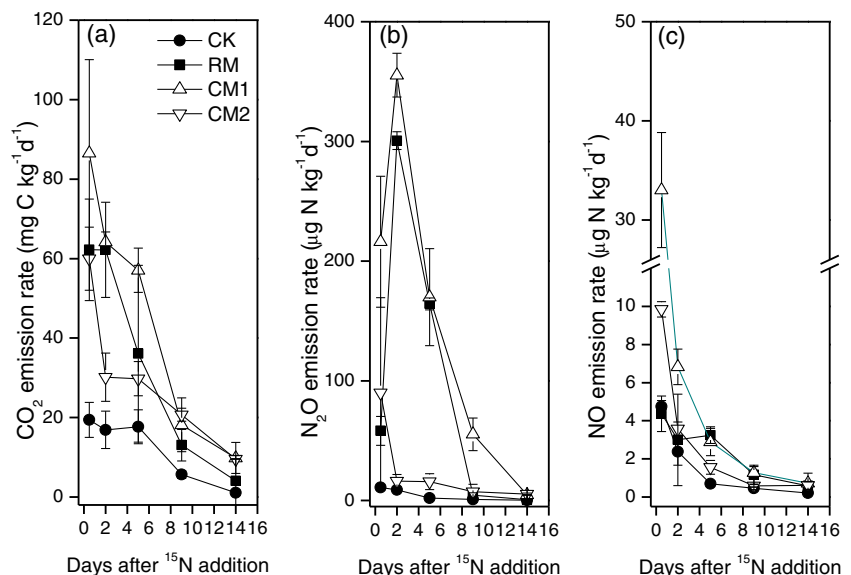 (a)
CK
RM
CM1
CM2
120
100
80
60
40
20
0
CO2 emission rate (mg C kg-1d-1)
0 2 4 6 8 10 12 14 16
Days after 15N addition
(b)
400
300
200
100
0
N2O emission rate (μg N kg-1d-1)
0 2 4 6 8 10 12 14 16
Days after 15N addition
(c)
50
40
30
10
8
6
4
2
0
NO emission rate (μg N kg-1d-1)
0 2 4 6 8 10 12 14 16
Days after 15N addition